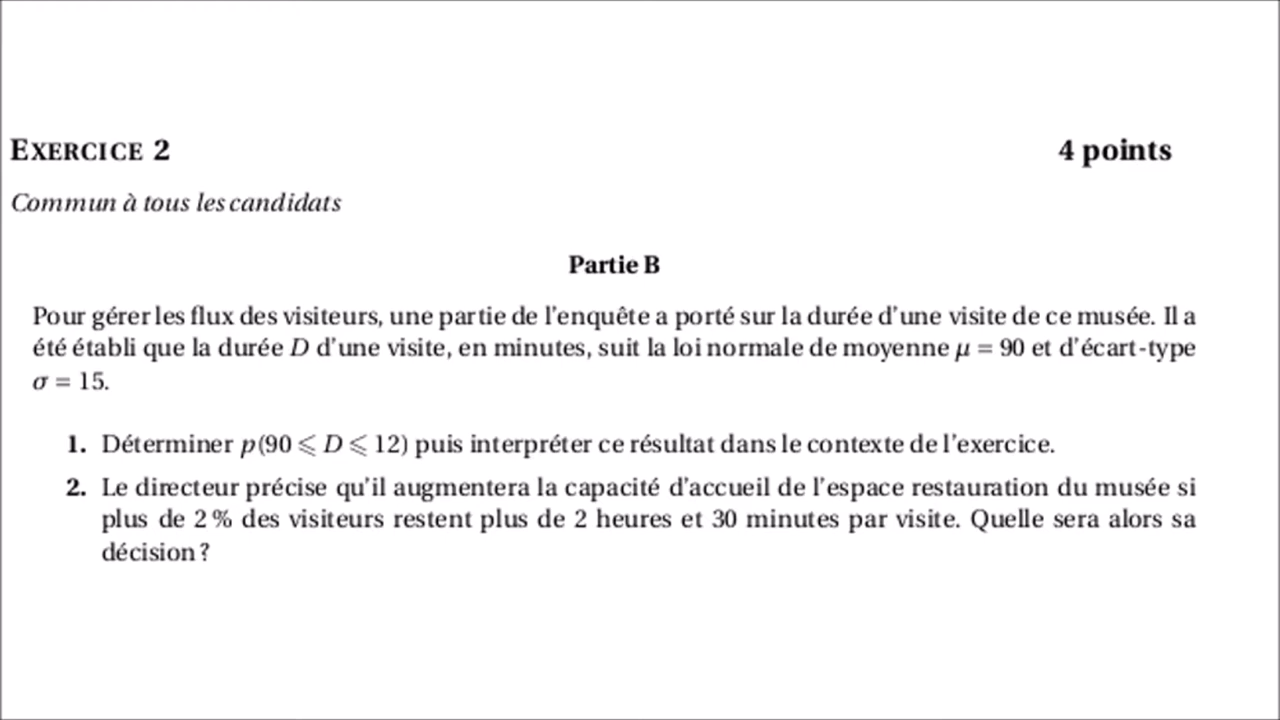 EXERCICE 2 4 points
Commun à tous les candidats
Partie B
Pour gérer les flux des visiteurs, une partie de l'enquête a porté sur la durée d'une visite de ce musée. Il a
été établi que la durée D d'une visite, en minutes, suit la loi normale de moyenne μ = 90 et d'écart-type
σ = 15.
1. Déterminer p(90 ⩽ D ⩽ 12) puis interpréter ce résultat dans le contexte de l'exercice.
2. Le directeur précise qu'il augmentera la capacité d'accueil de l'espace restauration du musée si
plus de 2 % des visiteurs restent plus de 2 heures et 30 minutes par visite. Quelle sera alors sa
décision ?